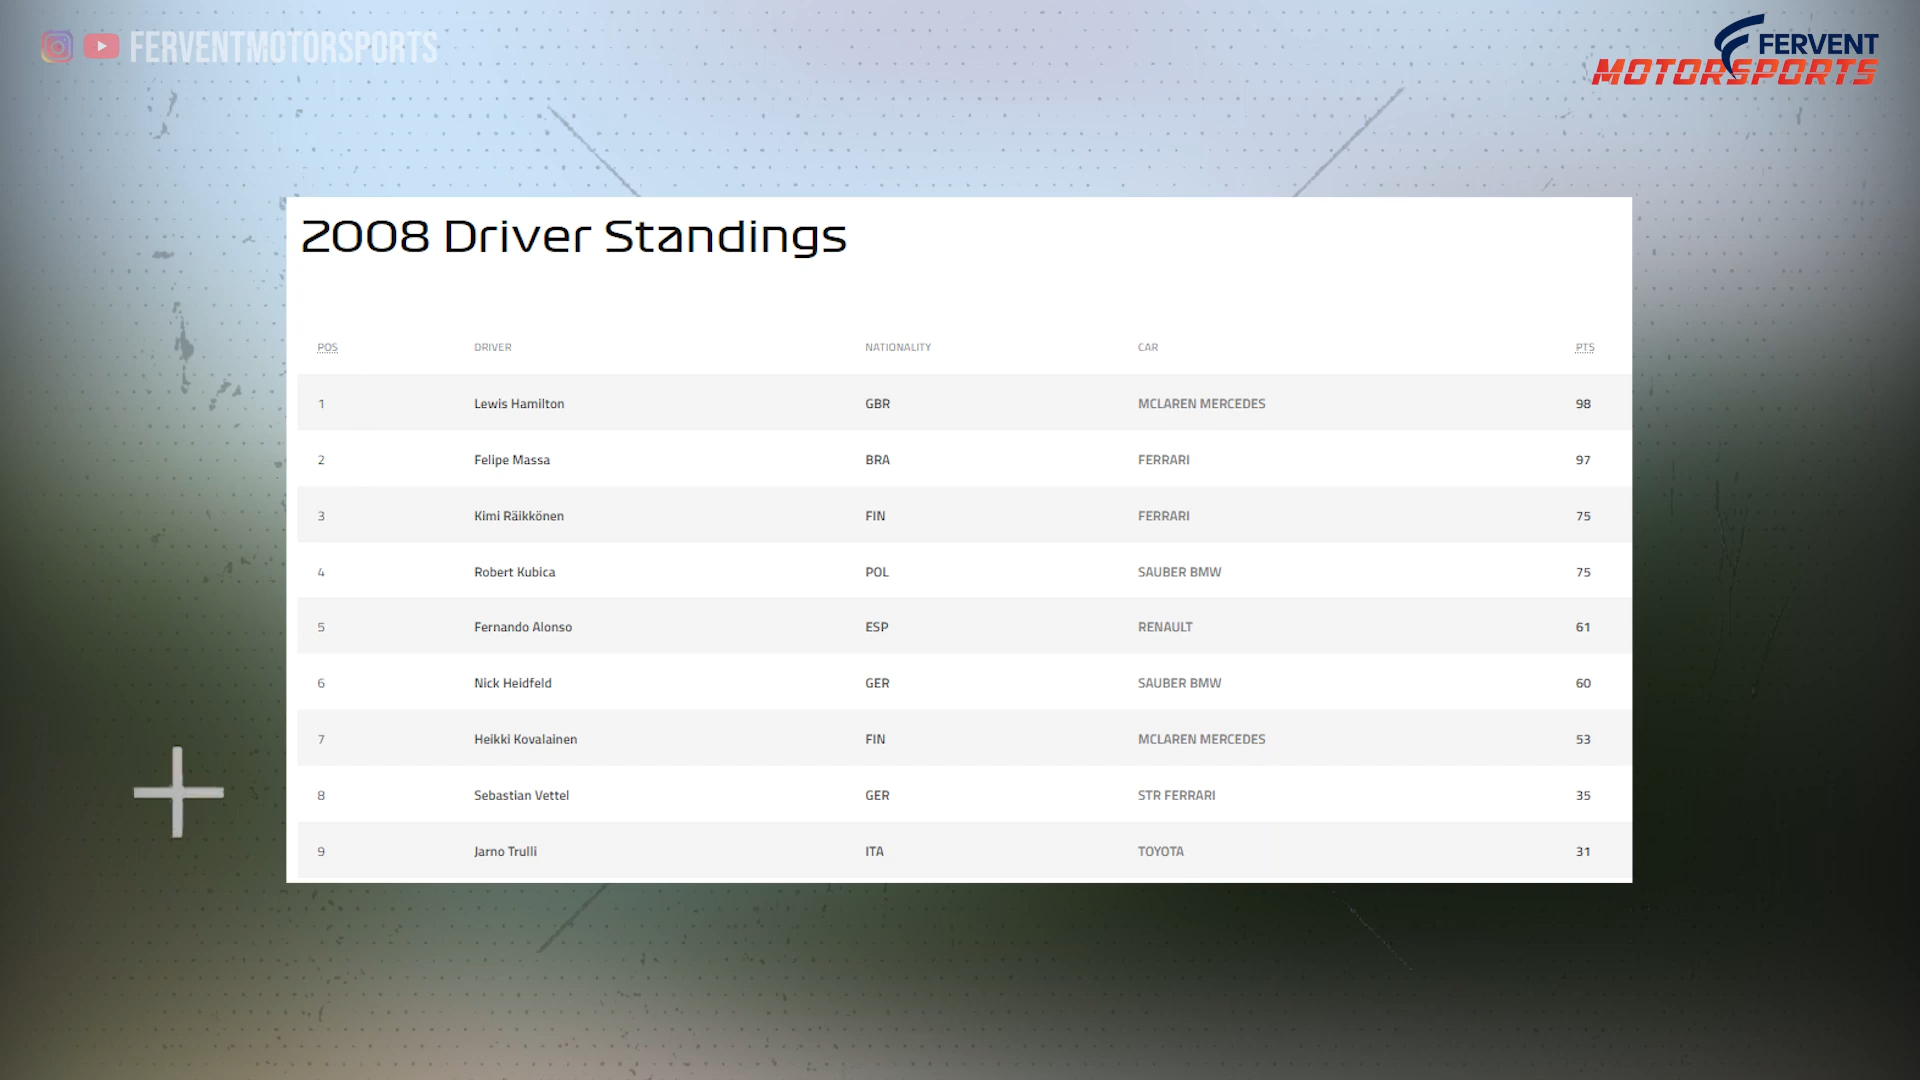 FERVENTMOTORSPORTS
FERVENT
MOTORSPORTS
2008 Driver Standings
POS DRIVER NATIONALITY CAR PTS
1 Lewis Hamilton GBR MCLAREN MERCEDES 98
2 Felipe Massa BRA FERRARI 97
3 Kimi Räikkönen FIN FERRARI 75
4 Robert Kubica POL SAUBER BMW 75
5 Fernando Alonso ESP RENAULT 61
6 Nick Heidfeld GER SAUBER BMW 60
7 Heikki Kovalainen FIN MCLAREN MERCEDES 53
8 Sebastian Vettel GER STR FERRARI 35
9 Jarno Trulli ITA TOYOTA 31